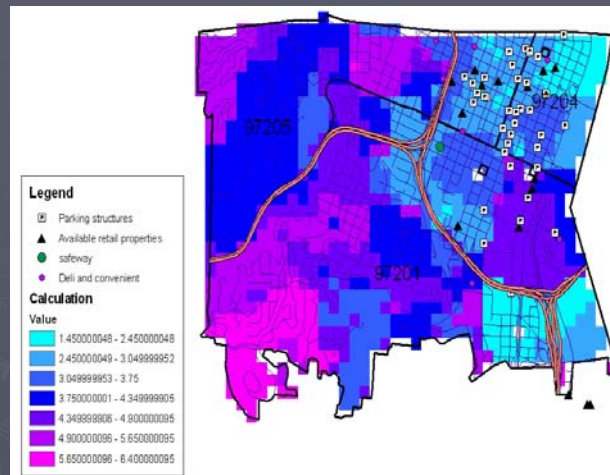 97204
97205
97201
Legend
Parking structures
Available retail properties
safeway
Deli and convenient
Calculation
Value
1.450000048 - 2.450000048
2.450000049 - 3.049999952
3.049999953 - 3.75
3.750000001 - 4.349999905
4.349999906 - 4.900000095
4.900000096 - 5.650000095
5.650000096 - 6.400000095